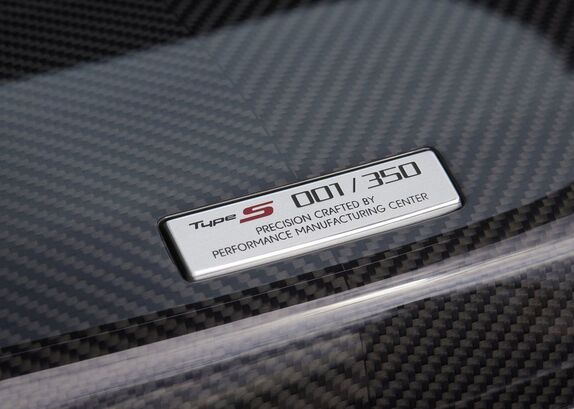 Type S 001 / 350
PRECISION CRAFTED BY
PERFORMANCE MANUFACTURING CENTER